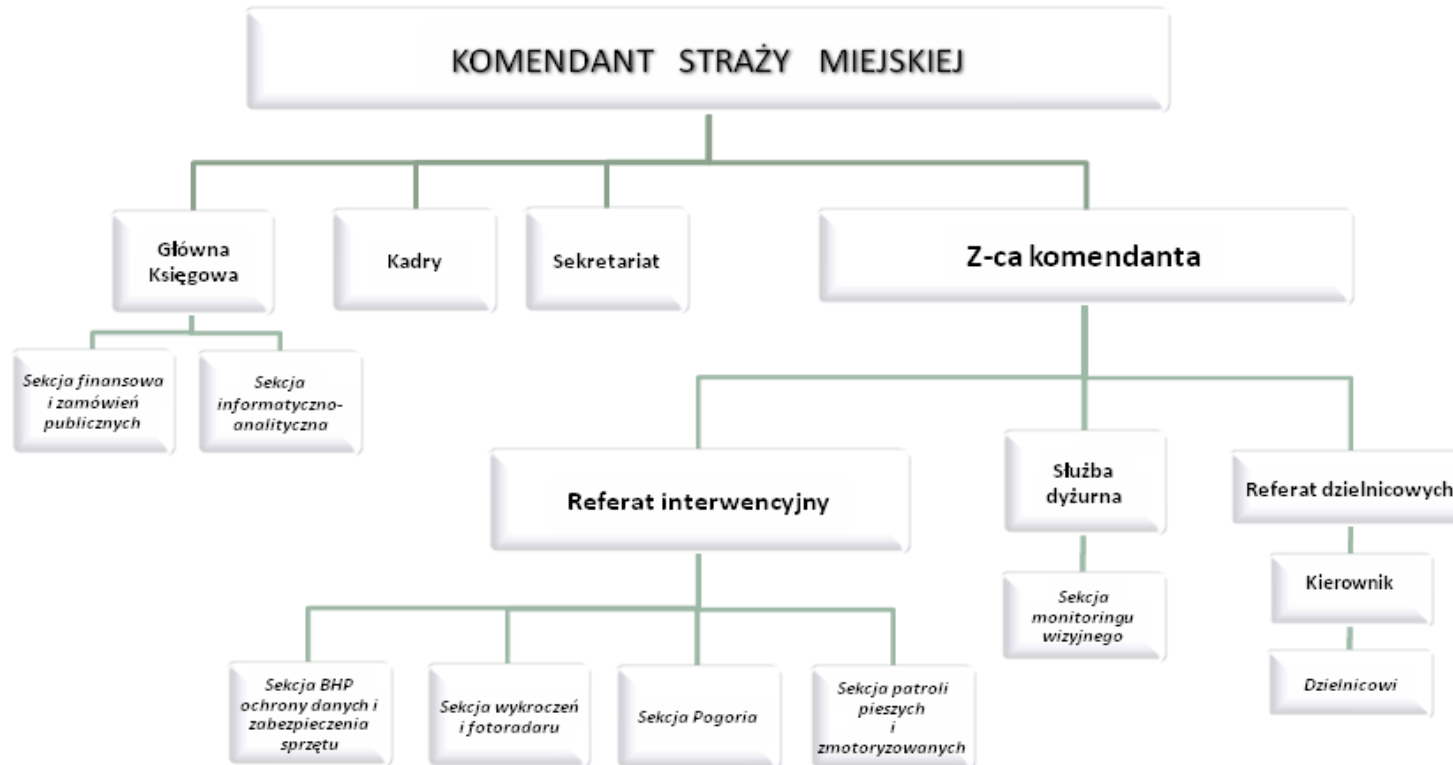 KOMENDANT STRAŻY MIEJSKIEJ
Główna
Księgowa
Kadry
Sekretariat
Z-ca komendanta
Sekcja finansowa
i zamówień
publicznych
Sekcja
informatyczno-
analityczna
Referat interwencyjny
Służba
dyżurna
Referat dzielnicowych
Sekcja
monitoringu
wizyjnego
Kierownik
Dzielnicowi
Sekcja BHP
ochrony danych i
zabezpieczenia
sprzętu
Sekcja wykroczeń
i fotoradaru
Sekcja Pogoria
Sekcja patroli
pieszych
i
zmotoryzowanych